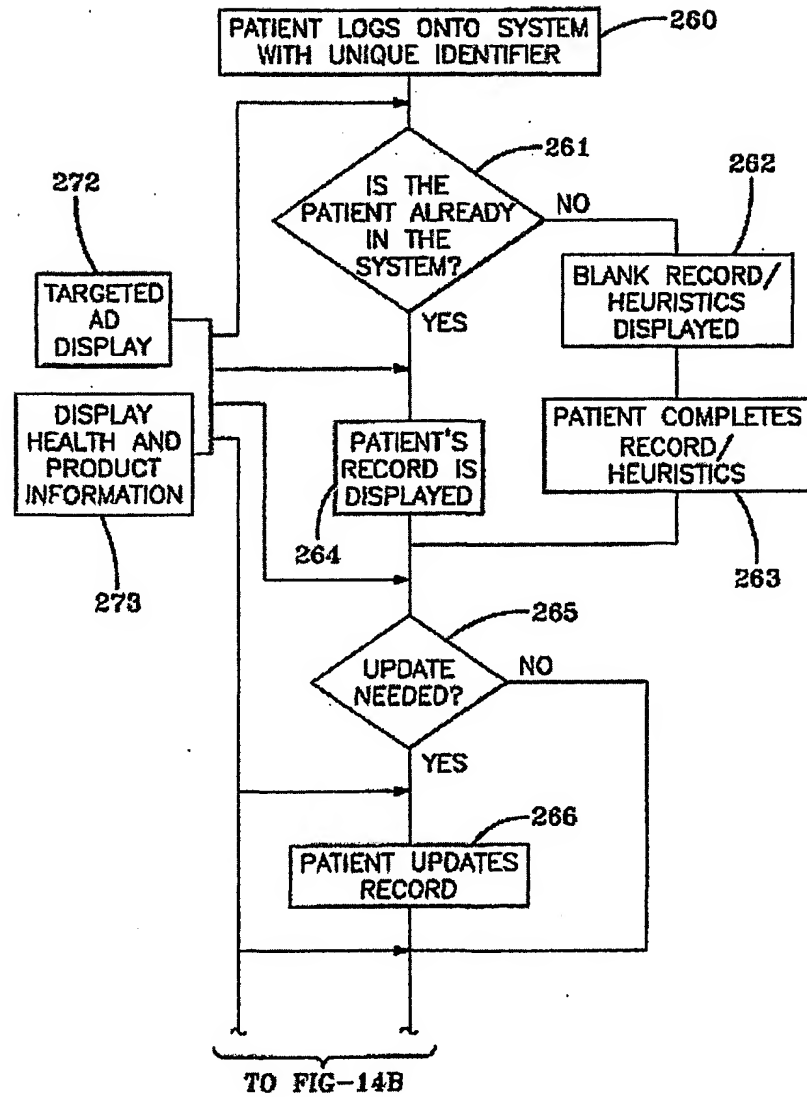 PATIENT LOGS ONTO SYSTEM
WITH UNIQUE IDENTIFIER
260
261
IS THE
PATIENT ALREADY
IN THE
SYSTEM?
NO
YES
262
BLANK RECORD/
HEURISTICS
DISPLAYED
272
TARGETED
AD
DISPLAY
PATIENT COMPLETES
RECORD/
HEURISTICS
263
DISPLAY
HEALTH AND
PRODUCT
INFORMATION
273
PATIENT'S
RECORD IS
DISPLAYED
264
265
UPDATE
NEEDED?
NO
YES
266
PATIENT UPDATES
RECORD
TO FIG-14B